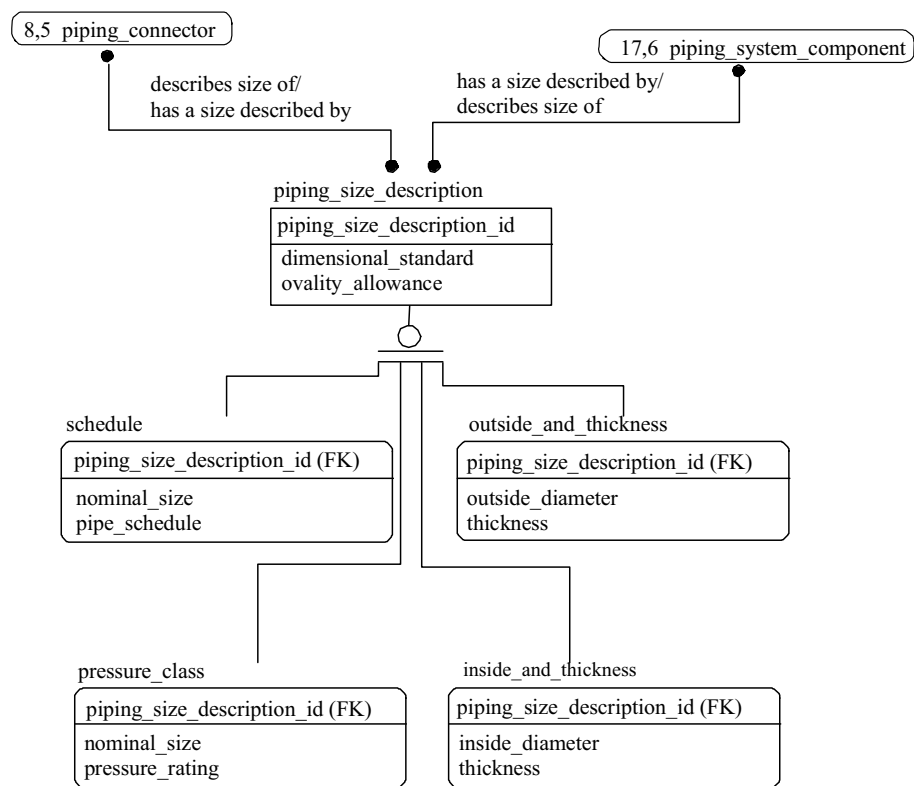 8,5 piping_connector
17,6 piping_system_component
describes size of/
has a size described by
has a size described by/
describes size of
piping_size_description
piping_size_description_id
dimensional_standard
ovality_allowance
schedule
piping_size_description_id (FK)
nominal_size
pipe_schedule
outside_and_thickness
piping_size_description_id (FK)
outside_diameter
thickness
pressure_class
piping_size_description_id (FK)
nominal_size
pressure_rating
inside_and_thickness
piping_size_description_id (FK)
inside_diameter
thickness